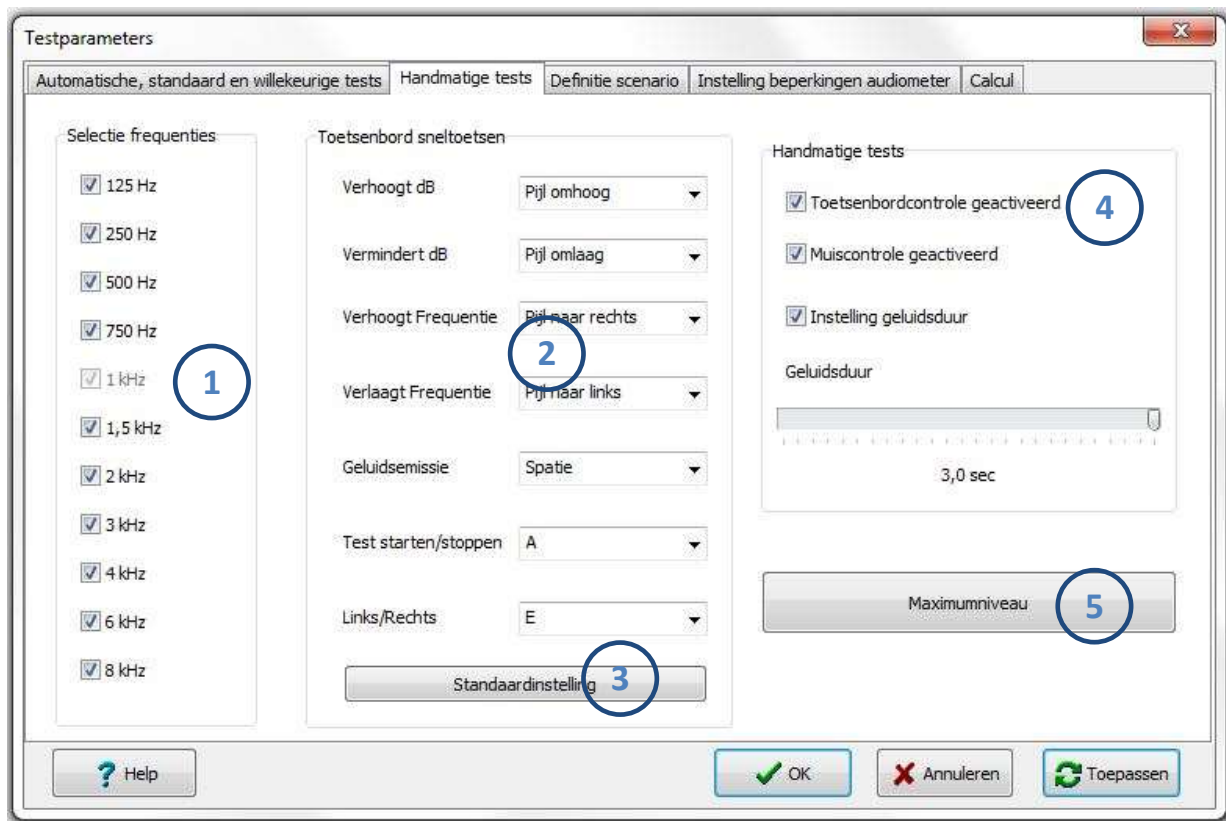 Testparameters
Automatische, standaard en willekeurige tests
Handmatige tests
Definitie scenario
Instelling beperkingen audiometer
Calcul
Selectie frequenties
125 Hz
250 Hz
500 Hz
750 Hz
1 kHz
1,5 kHz
2 kHz
3 kHz
4 kHz
6 kHz
8 kHz
1
Toetsenbord sneltoetsen
Verhoogt dB
Pijl omhoog
Vermindert dB
Pijl omlaag
Verhoogt Frequentie
Pijl naar rechts
2
Verlaagt Frequentie
Pijl naar links
Geluidsemissie
Spatie
Test starten/stoppen
A
Links/Rechts
E
Standaardinstelling
3
Handmatige tests
Toetsenbordcontrole geactiveerd
4
Muiscontrole geactiveerd
Instelling geluidsduur
Geluidsduur
3,0 sec
Maximumniveau
5
? Help
OK
Annuleren
Toepassen